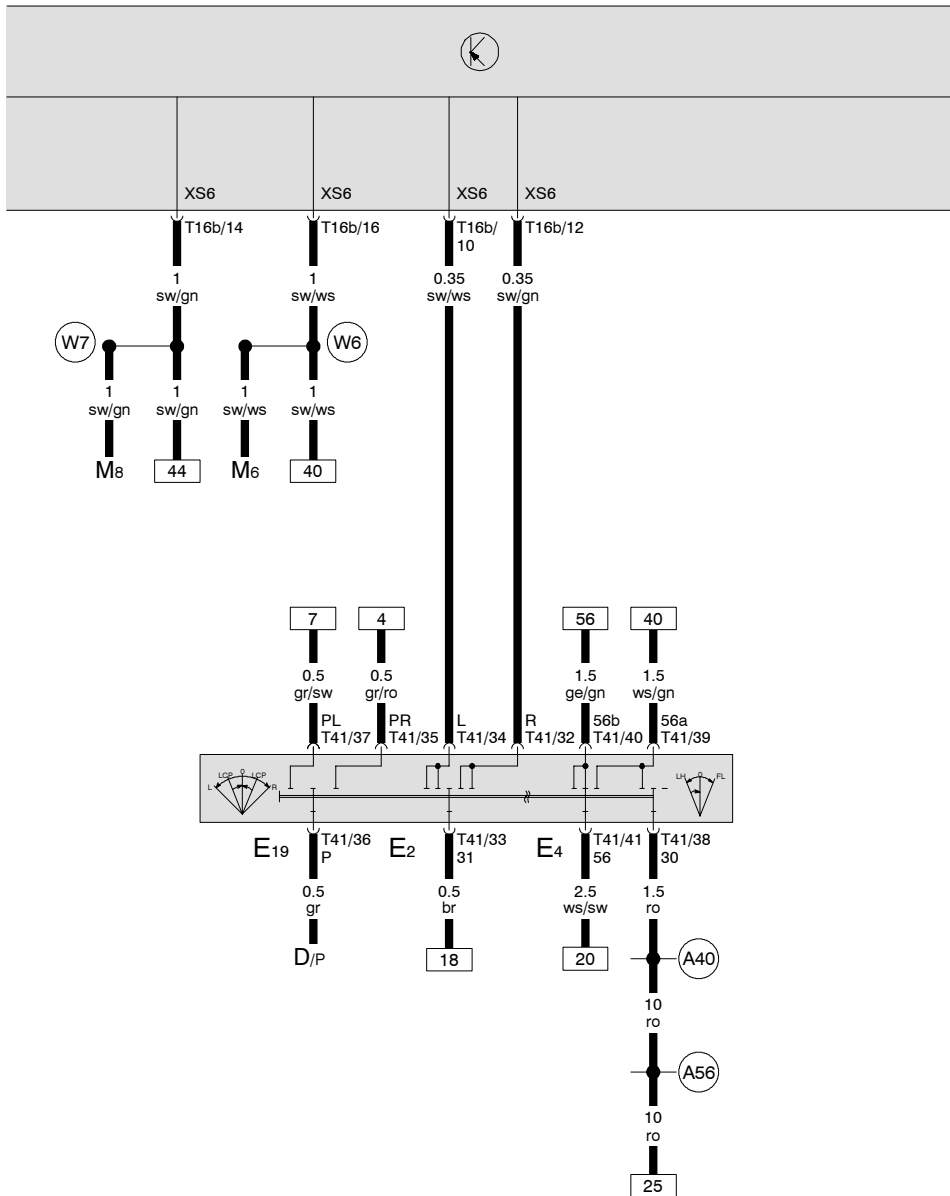 XS6 XS6 XS6 XS6
T16b/14 T16b/16 T16b/ T16b/12
10
1 1 0.35 0.35
sw/gn sw/ws sw/ws sw/gn
W7 W6
1 1 1 1
sw/gn sw/gn sw/ws sw/ws
M8 44 M6 40
7 4 56 40
0.5 0.5 1.5 1.5
gr/sw gr/ro ge/gn ws/gn
PL PR L R 56b 56a
T41/37 T41/35 T41/34 T41/32 T41/40 T41/39
L LCP 0 LCP R LH 0 FL
E19 T41/36 E2 T41/33 E4 T41/41 T41/38
P 31 56 30
0.5 0.5 2.5 1.5
gr br ws/sw ro
D/P 18 20 A40
10
ro
A56
10
ro
25